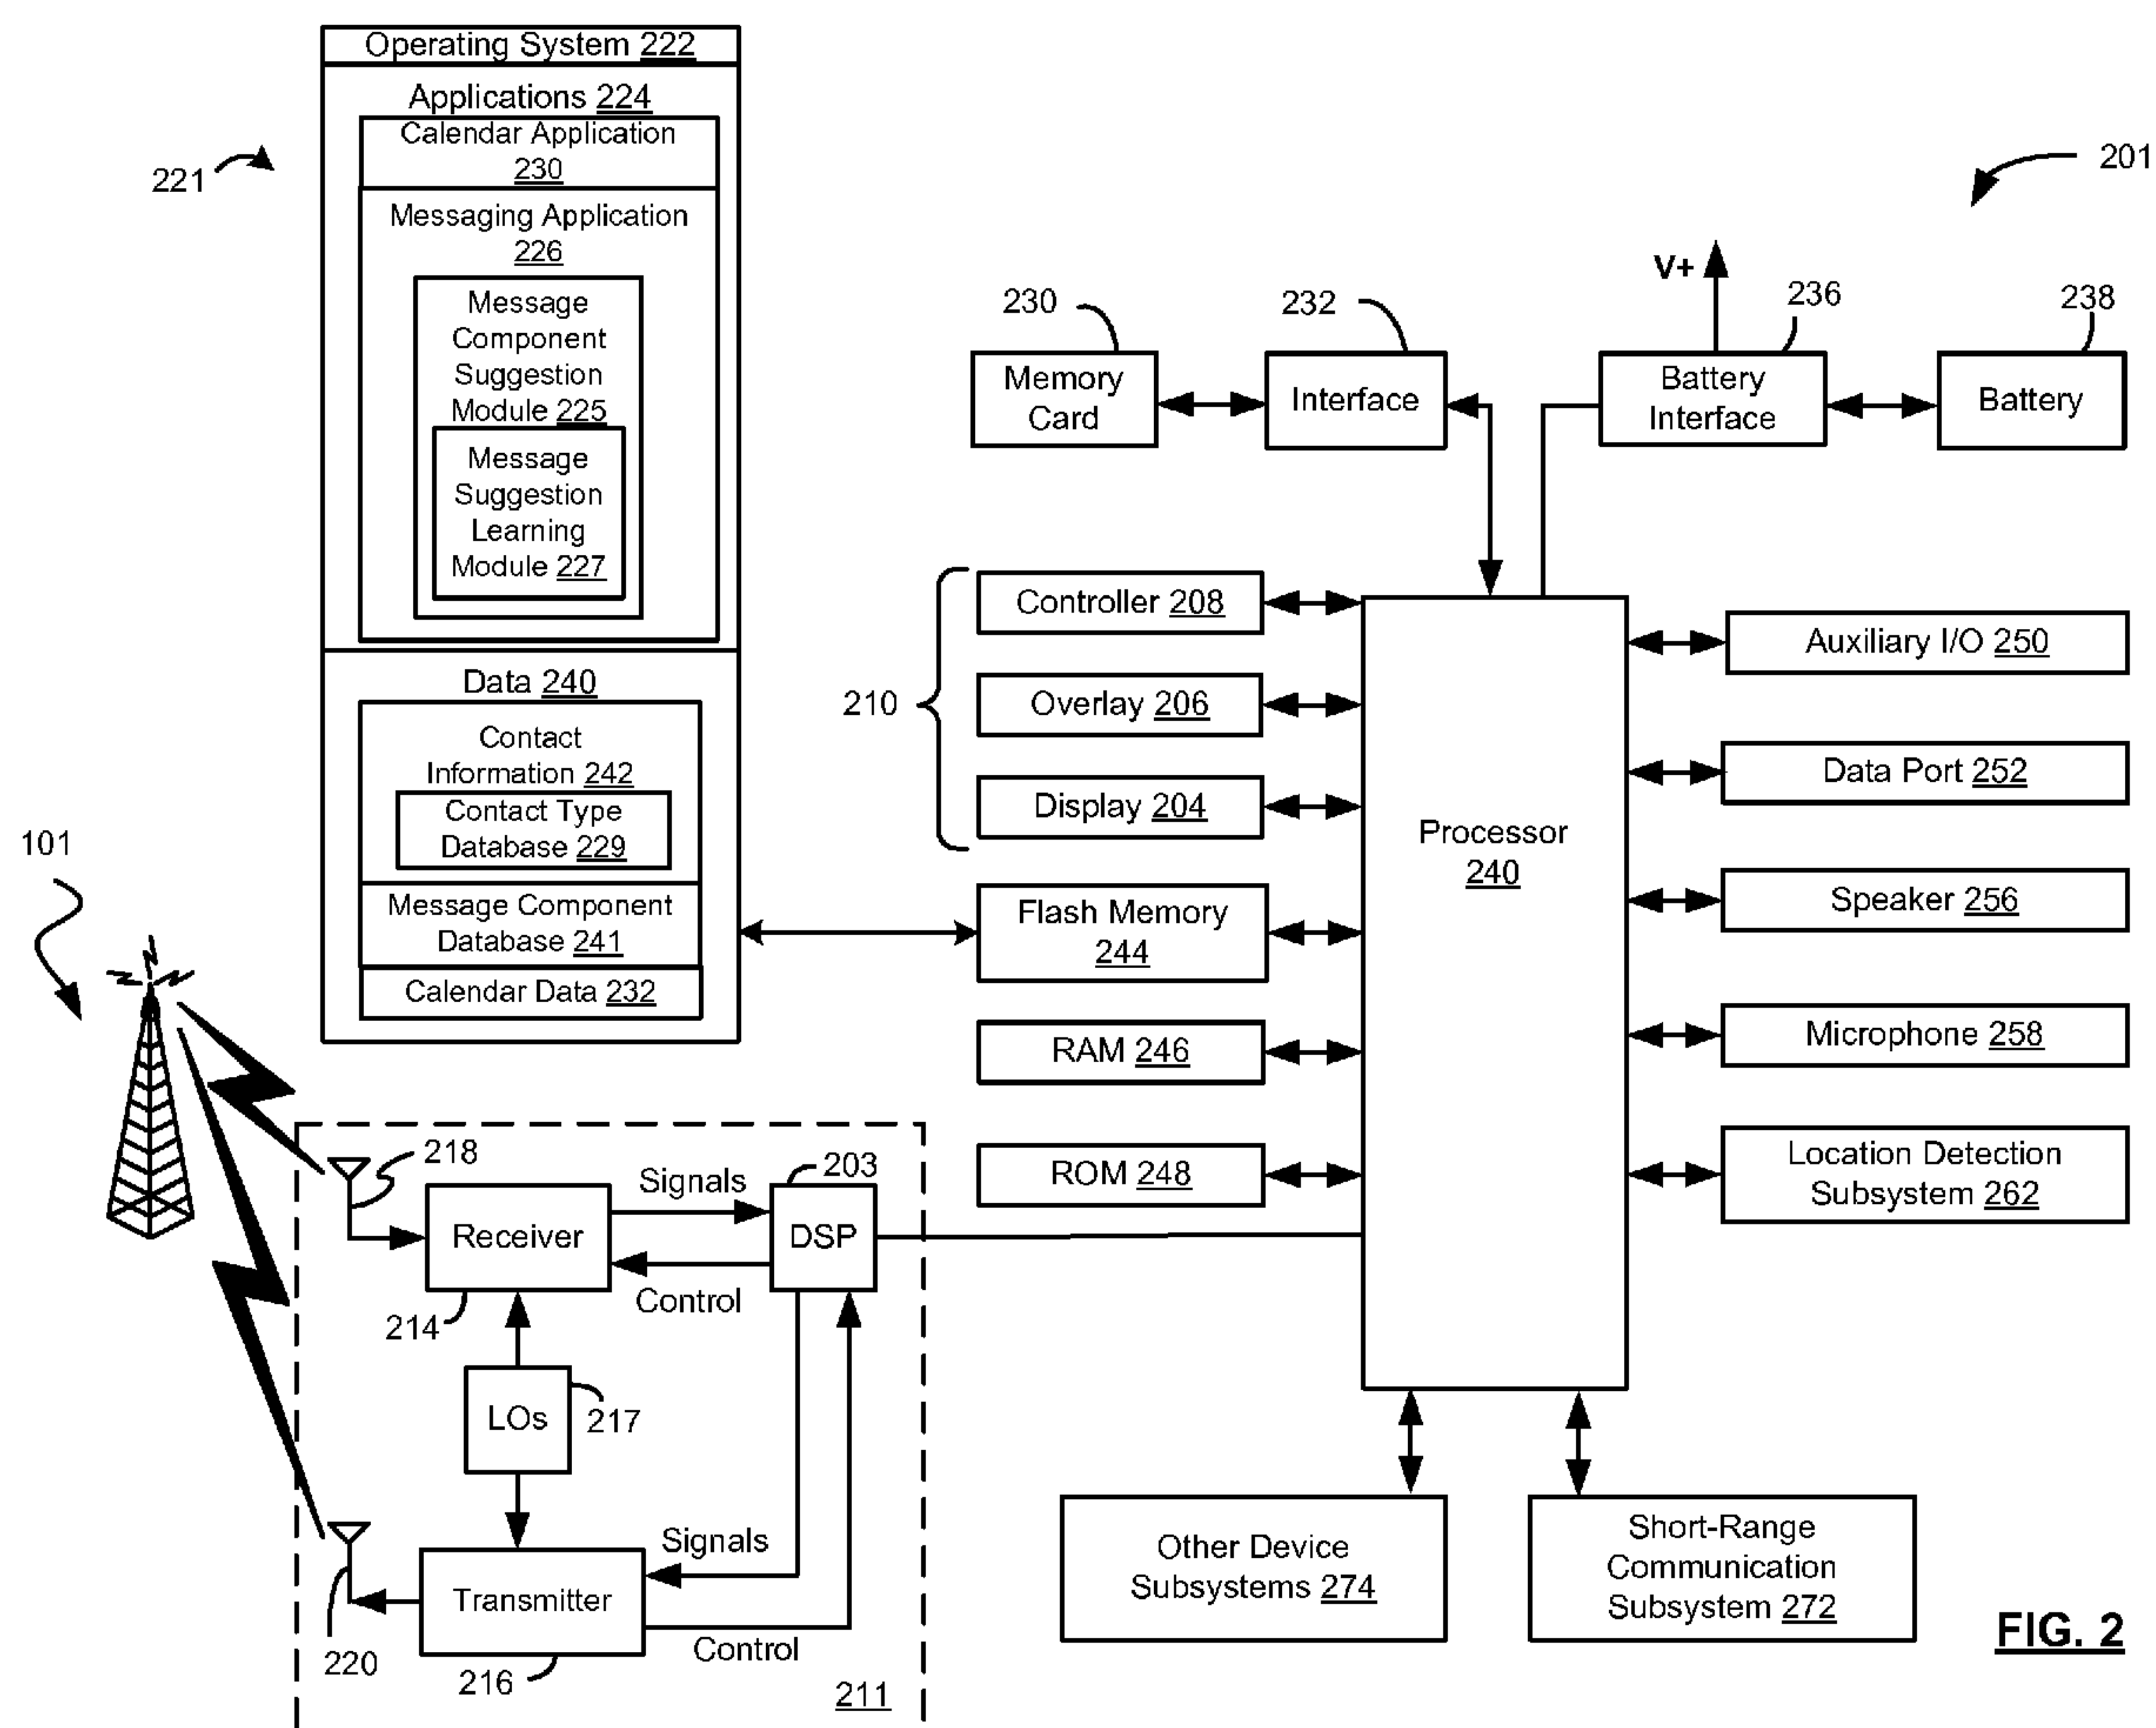 Operating System 222
Applications 224
Calendar Application
230
Messaging Application
226
Message
Component
Suggestion
Module 225
Message
Suggestion
Learning
Module 227
Data 240
Contact
Information 242
Contact Type
Database 229
Message Component
Database 241
Calendar Data 232
221
201
101
V+
230
232
236
238
Memory
Card
Interface
Battery
Interface
Battery
210
Controller 208
Overlay 206
Display 204
Flash Memory
244
RAM 246
ROM 248
Processor
240
Auxiliary I/O 250
Data Port 252
Speaker 256
Microphone 258
Location Detection
Subsystem 262
218
Signals
203
Receiver
DSP
Control
214
LOs
217
Signals
Transmitter
Control
220
216
211
Other Device
Subsystems 274
Short-Range
Communication
Subsystem 272
FIG. 2